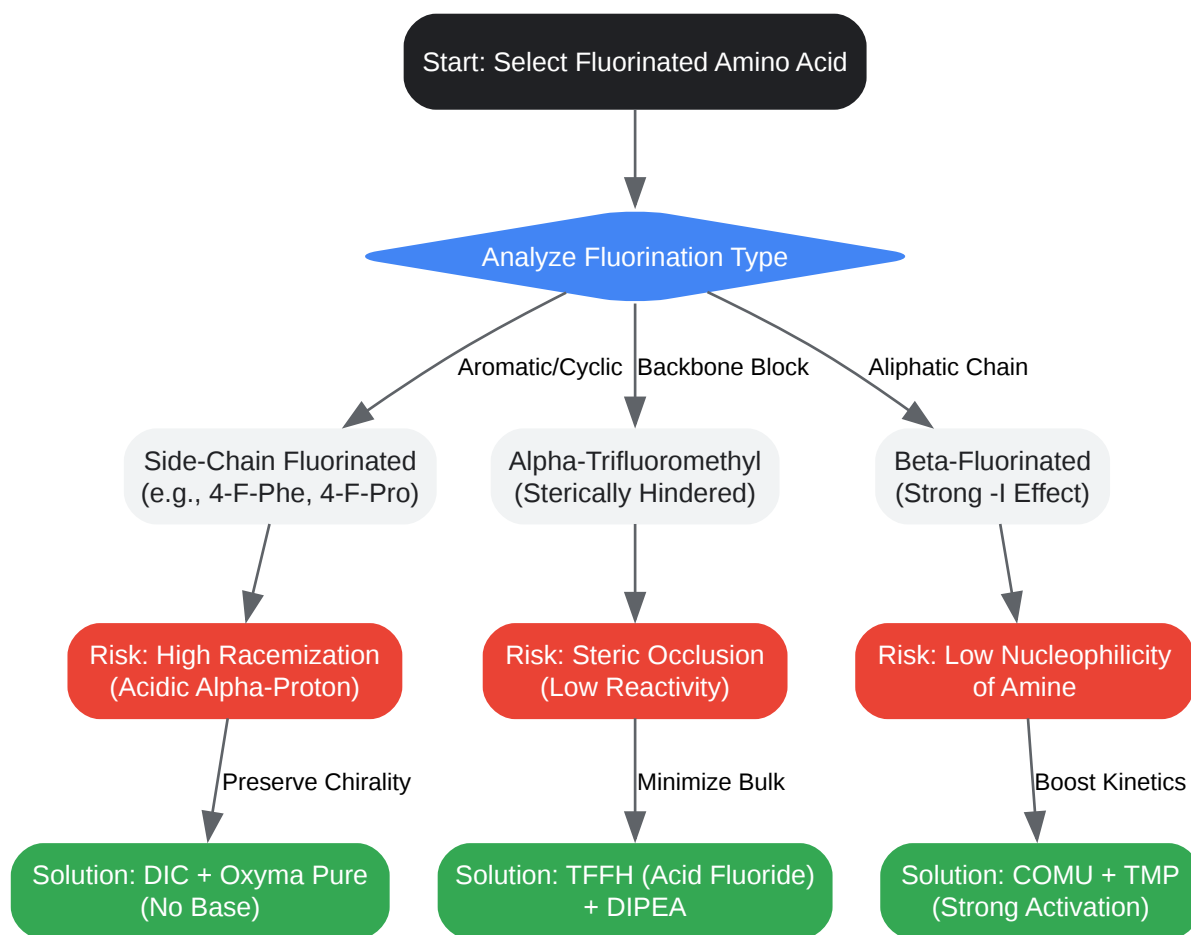 Start: Select Fluorinated Amino Acid
Analyze Fluorination Type
Aromatic/Cyclic
Backbone Block
Aliphatic Chain
Side-Chain Fluorinated
(e.g., 4-F-Phe, 4-F-Pro)
Alpha-Trifluoromethyl
(Sterically Hindered)
Beta-Fluorinated
(Strong -I Effect)
Risk: High Racemization
(Acidic Alpha-Proton)
Risk: Steric Occlusion
(Low Reactivity)
Risk: Low Nucleophilicity
of Amine
Preserve Chirality
Minimize Bulk
Boost Kinetics
Solution: DIC + Oxyma Pure
(No Base)
Solution: TFFH (Acid Fluoride)
+ DIPEA
Solution: COMU + TMP
(Strong Activation)